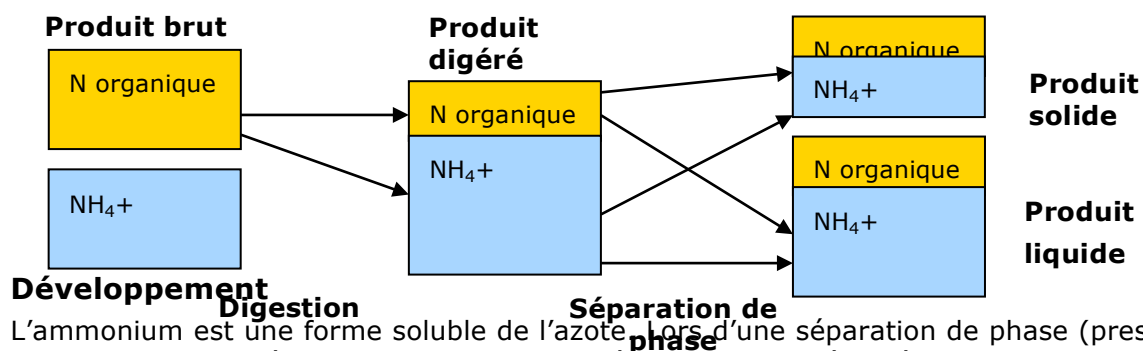 Produit brut
N organique
NH₄+
Produit
digéré
N organique
NH₄+
N organique
NH₄+
Produit
solide
N organique
NH₄+
Produit
liquide
Développement
Digestion
Séparation de
phase
L’ammonium est une forme soluble de l’azote. Lors d’une séparation de phase (pres